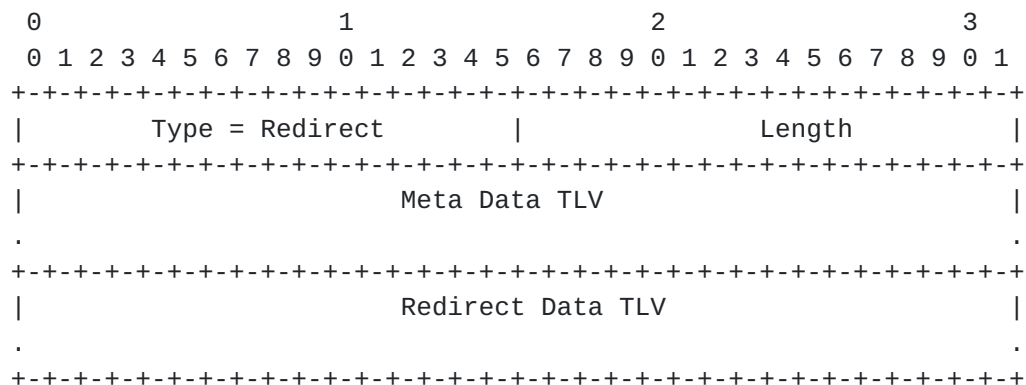 0                   1                   2                   3
 0 1 2 3 4 5 6 7 8 9 0 1 2 3 4 5 6 7 8 9 0 1 2 3 4 5 6 7 8 9 0 1
+-+-+-+-+-+-+-+-+-+-+-+-+-+-+-+-+-+-+-+-+-+-+-+-+-+-+-+-+-+-+-+-+
|        Type = Redirect        |               Length          |
+-+-+-+-+-+-+-+-+-+-+-+-+-+-+-+-+-+-+-+-+-+-+-+-+-+-+-+-+-+-+-+-+
|                        Meta Data TLV                          |
.                                                               .
+-+-+-+-+-+-+-+-+-+-+-+-+-+-+-+-+-+-+-+-+-+-+-+-+-+-+-+-+-+-+-+-+
|                        Redirect Data TLV                      |
.                                                               .
+-+-+-+-+-+-+-+-+-+-+-+-+-+-+-+-+-+-+-+-+-+-+-+-+-+-+-+-+-+-+-+-+